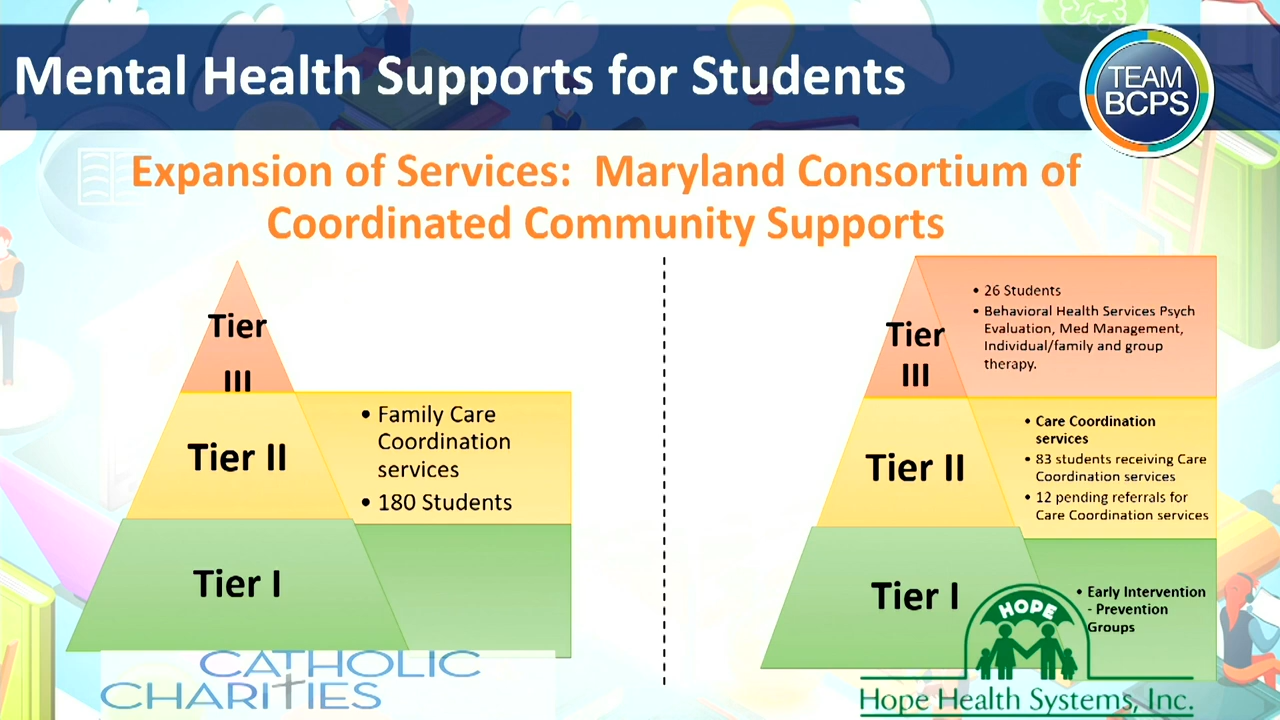 Mental Health Supports for Students
TEAM
BCPS
Expansion of Services: Maryland Consortium of
Coordinated Community Supports
Tier
III
Tier II
• Family Care
Coordination
services
• 180 Students
Tier I
CATHOLIC
CHARITIES
Tier
III
• 26 Students
• Behavioral Health Services Psych
Evaluation, Med Management,
Individual/family and group
therapy.
Tier II
• Care Coordination
services
• 83 students receiving Care
Coordination services
• 12 pending referrals for
Care Coordination services
Tier I
• Early Intervention
- Prevention
Groups
HOPE
Hope Health Systems, Inc.